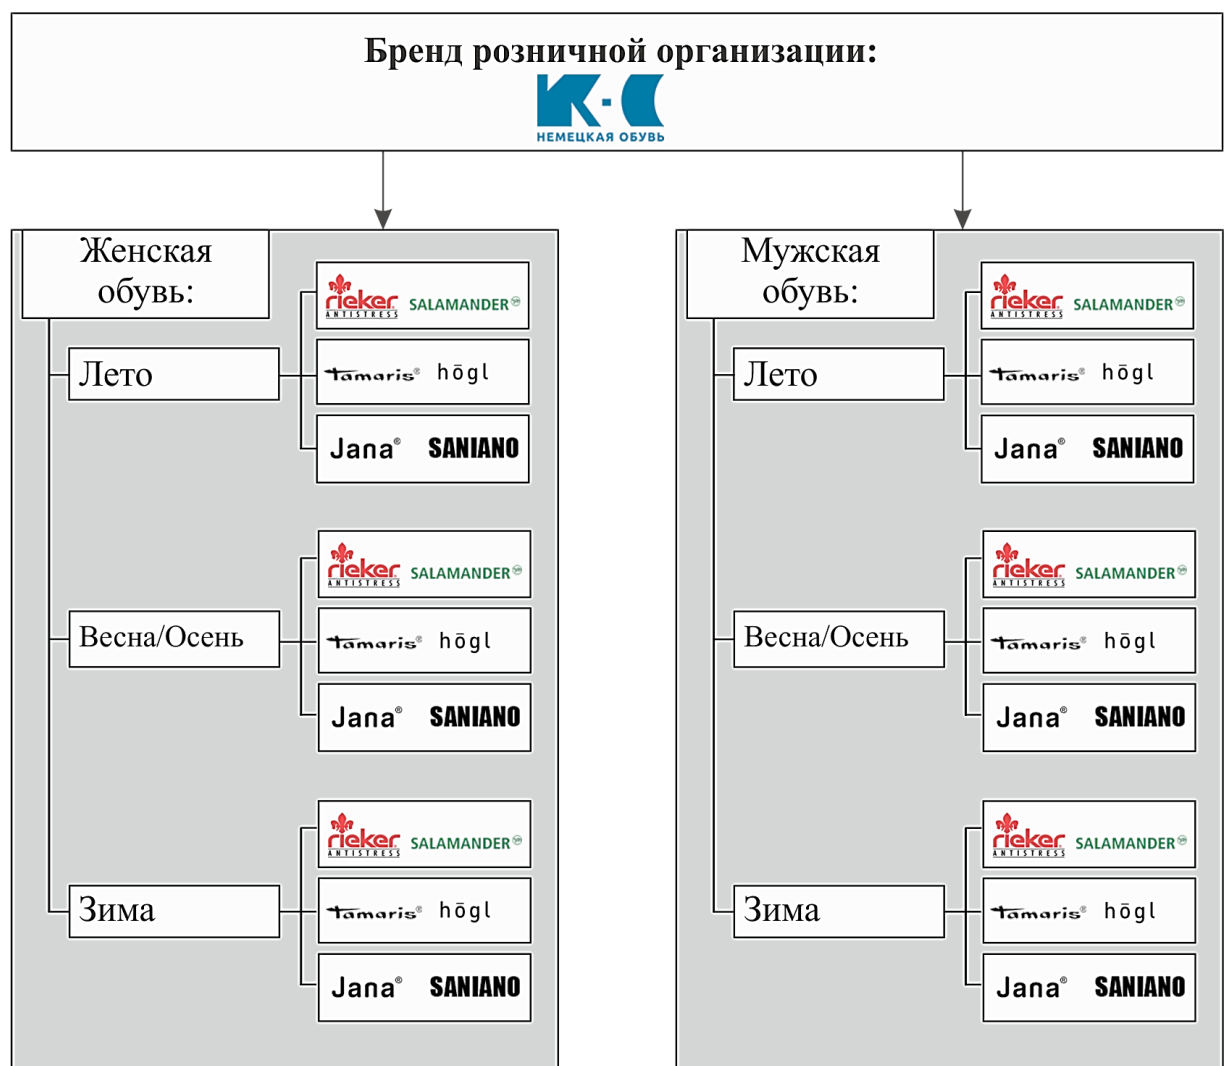 Бренд розничной организации:
К-С
НЕМЕЦКАЯ ОБУВЬ
Женская
обувь:
Лето
rieker SALAMANDER
ANTISTRESS
Tamaris® hōgl
Jana® SANIANO
Весна/Осень
rieker SALAMANDER
ANTISTRESS
Tamaris® hōgl
Jana® SANIANO
Зима
rieker SALAMANDER
ANTISTRESS
Tamaris® hōgl
Jana® SANIANO
Мужская
обувь:
Лето
rieker SALAMANDER
ANTISTRESS
Tamaris® hōgl
Jana® SANIANO
Весна/Осень
rieker SALAMANDER
ANTISTRESS
Tamaris® hōgl
Jana® SANIANO
Зима
rieker SALAMANDER
ANTISTRESS
Tamaris® hōgl
Jana® SANIANO